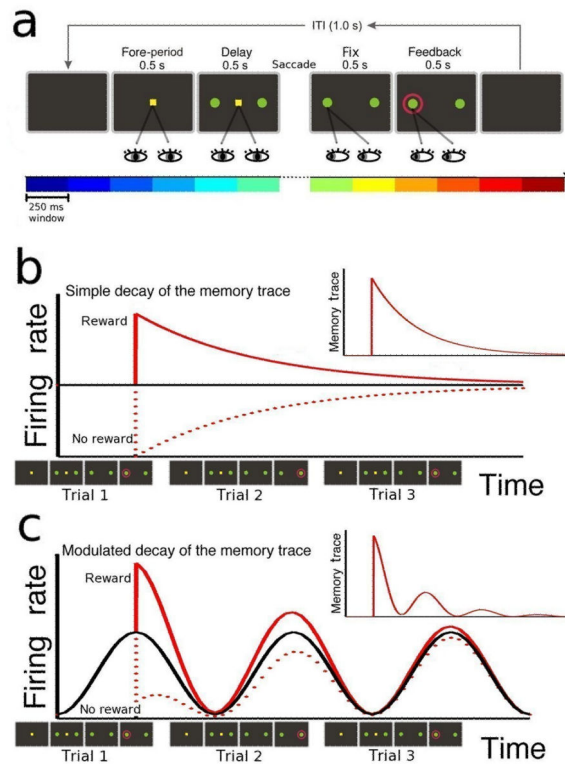 a
ITI (1.0 s)
Fore-period
0.5 s
Delay
0.5 s
Saccade
Fix
0.5 s
Feedback
0.5 s
250 ms
window
b
Simple decay of the memory trace
Firing rate
Reward
No reward
Memory trace
Trial 1
Trial 2
Trial 3
Time
c
Modulated decay of the memory trace
Firing rate
Reward
No reward
Memory trace
Trial 1
Trial 2
Trial 3
Time